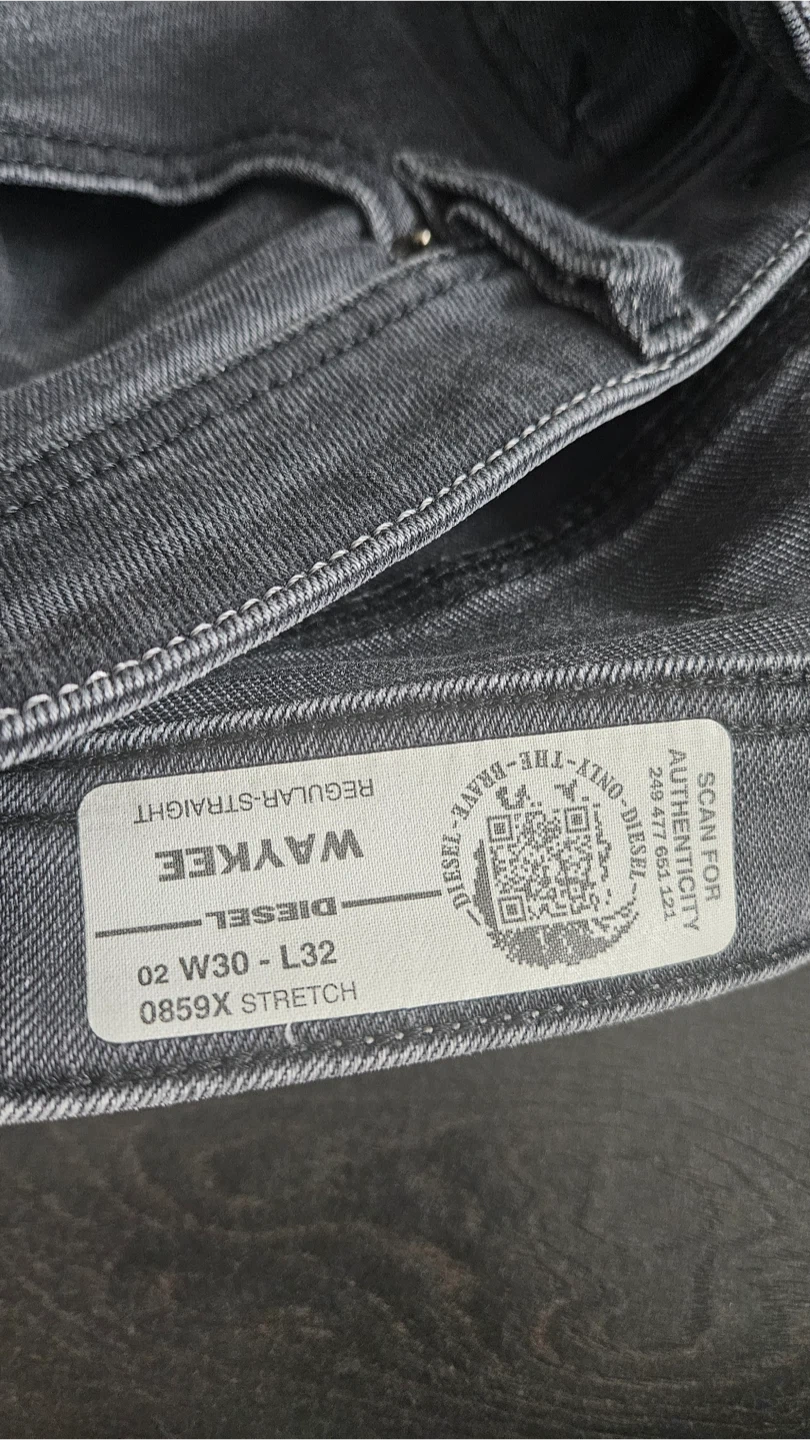 REGULAR-STRAIGHT
WAYKEE
DIESEL
02 W30 - L32
0859X STRETCH
DIESEL-ONLY-THE-BRAVE-DIESEL-
SCAN FOR
AUTHENTICITY
249 477 651 121